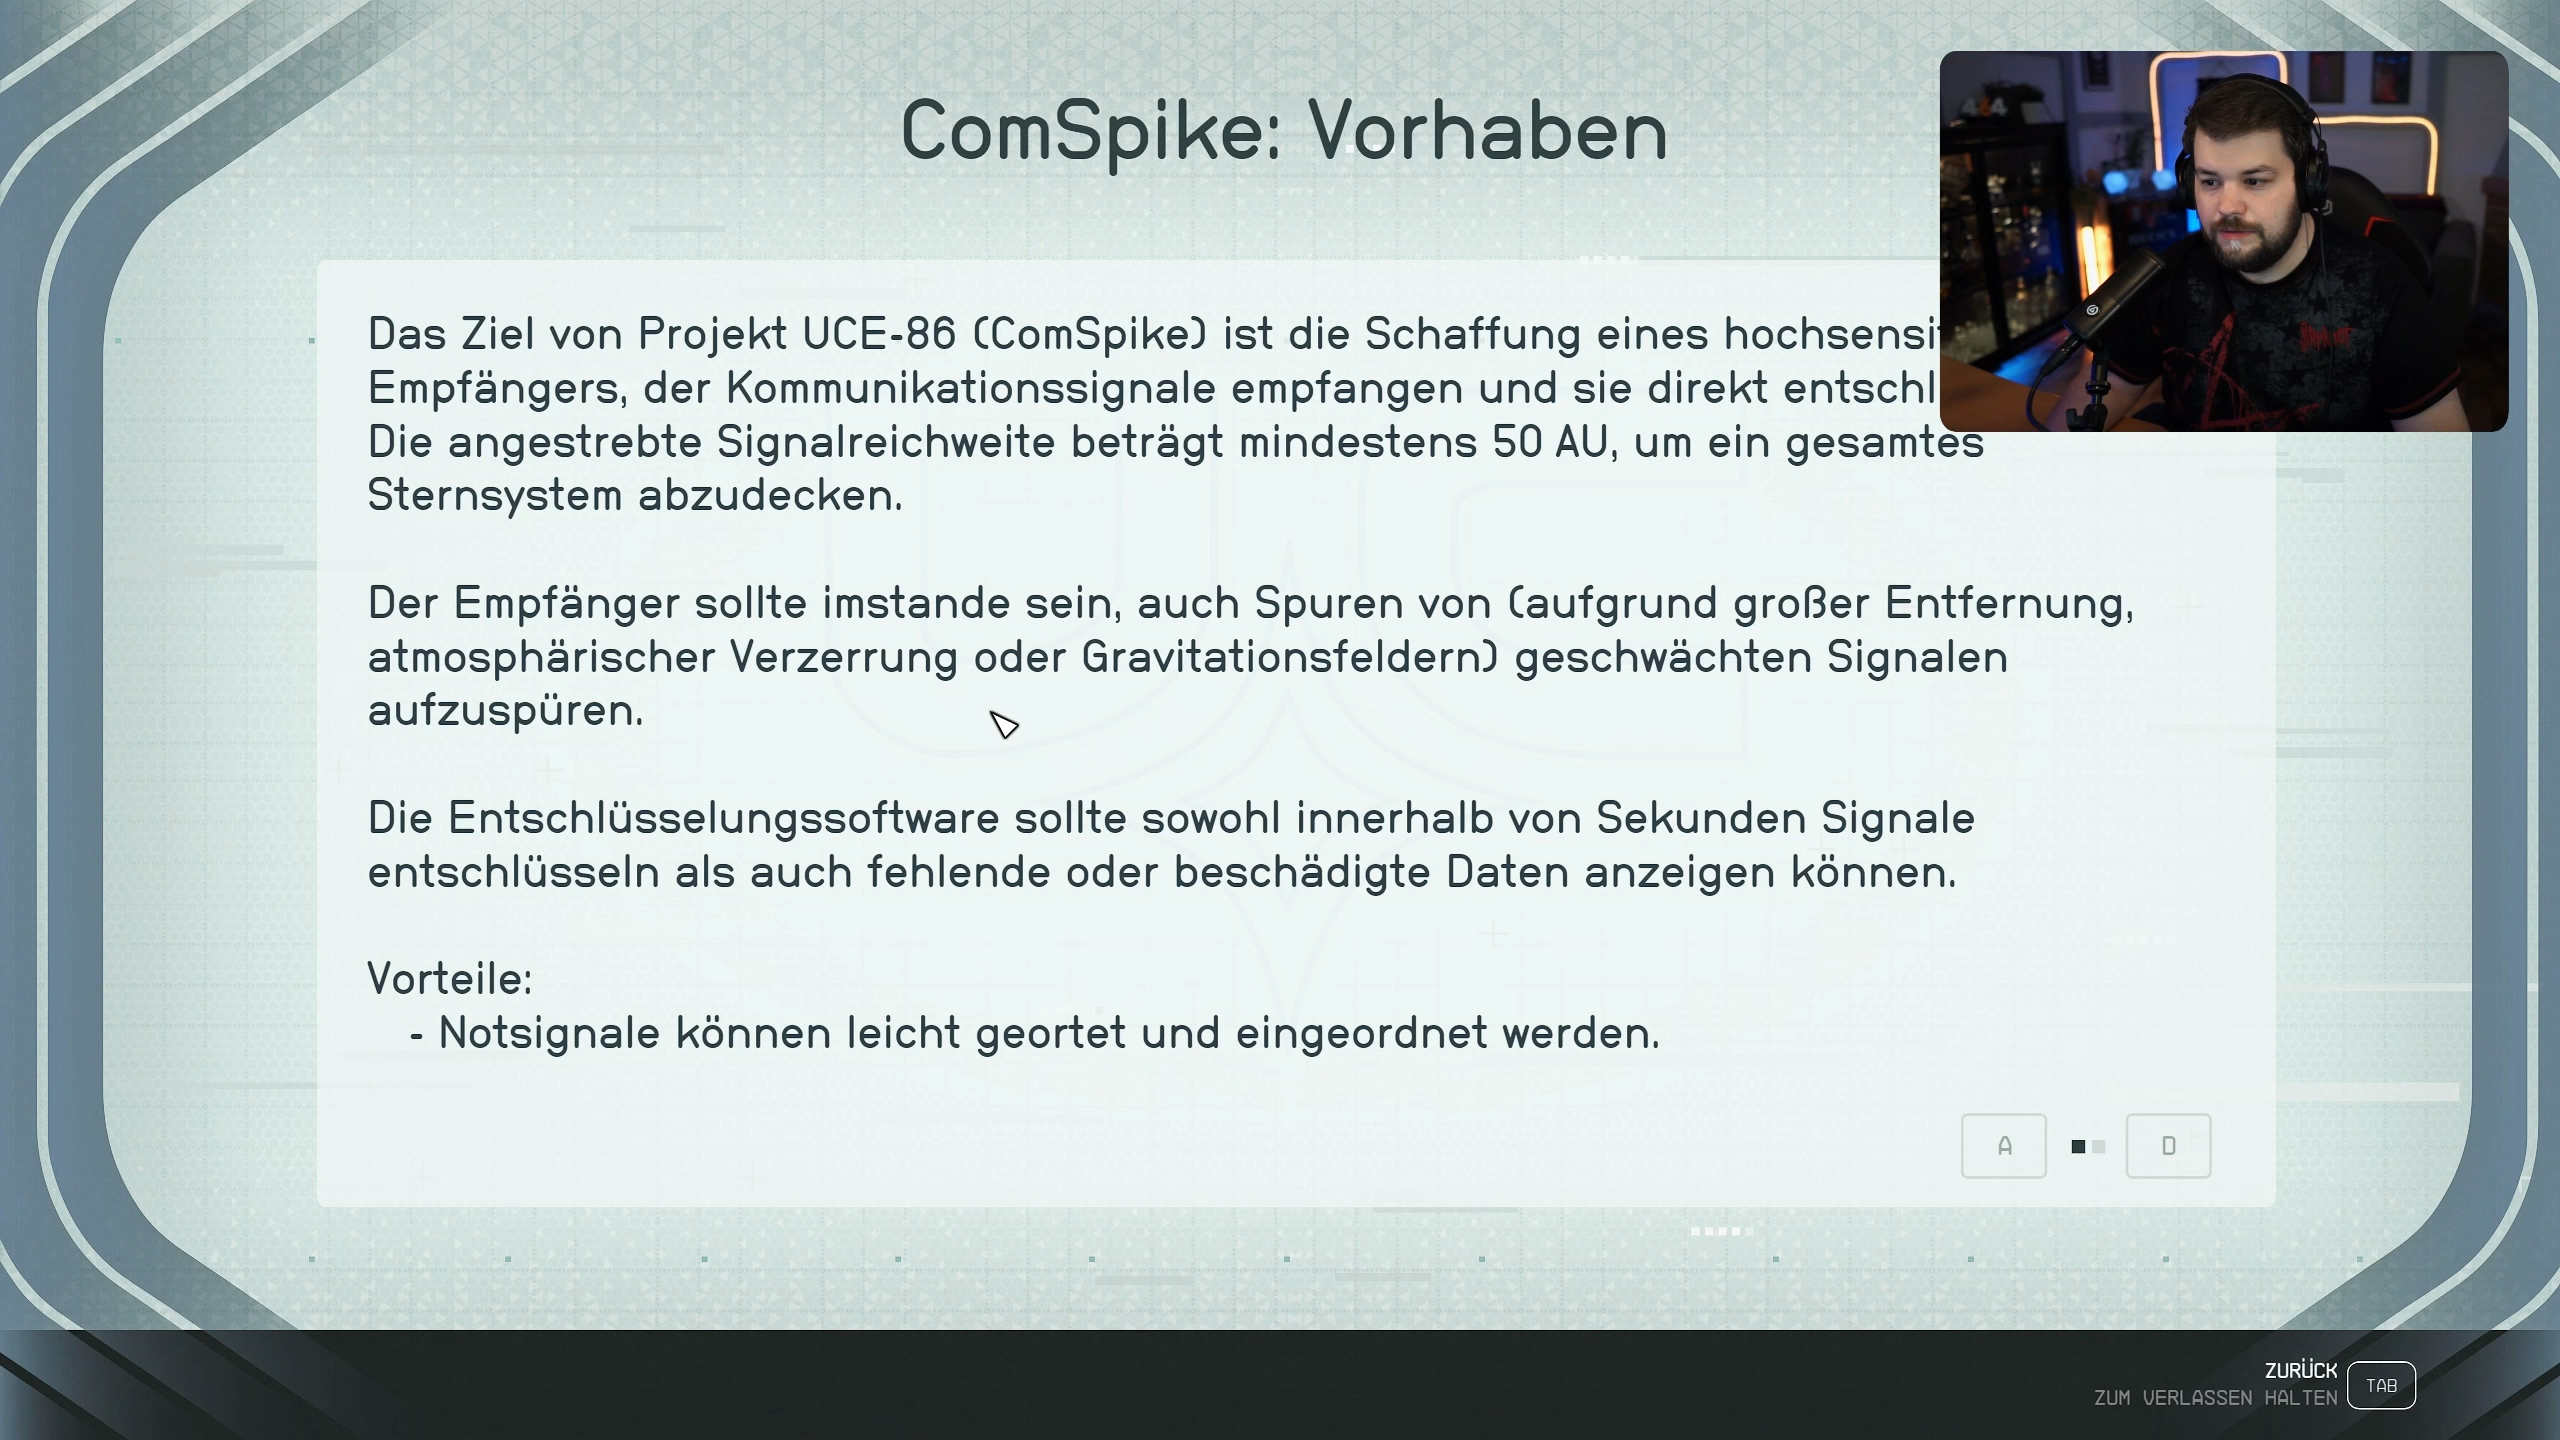 ComSpike: Vorhaben
Das Ziel von Projekt UCE-86 (ComSpike) ist die Schaffung eines
Empfängers, der Kommunikationssignale empfangen und sie direkt
Die angestrebte Signalreichweite beträgt mindestens 50 AU, um ein gesamtes
Sternsystem abzudecken.
Der Empfänger sollte imstande sein, auch Spuren von (aufgrund großer Entfernung,
atmosphärischer Verzerrung oder Gravitationsfeldern) geschwächten Signalen
aufzuspüren.
Die Entschlüsselungssoftware sollte sowohl innerhalb von Sekunden Signale
entschlüsseln als auch fehlende oder beschädigte Daten anzeigen können.
Vorteile:
- Notsignale können leicht geortet und eingeordnet werden.
A D
ZURÜCK
ZUM VERLASSEN HALTEN TAB